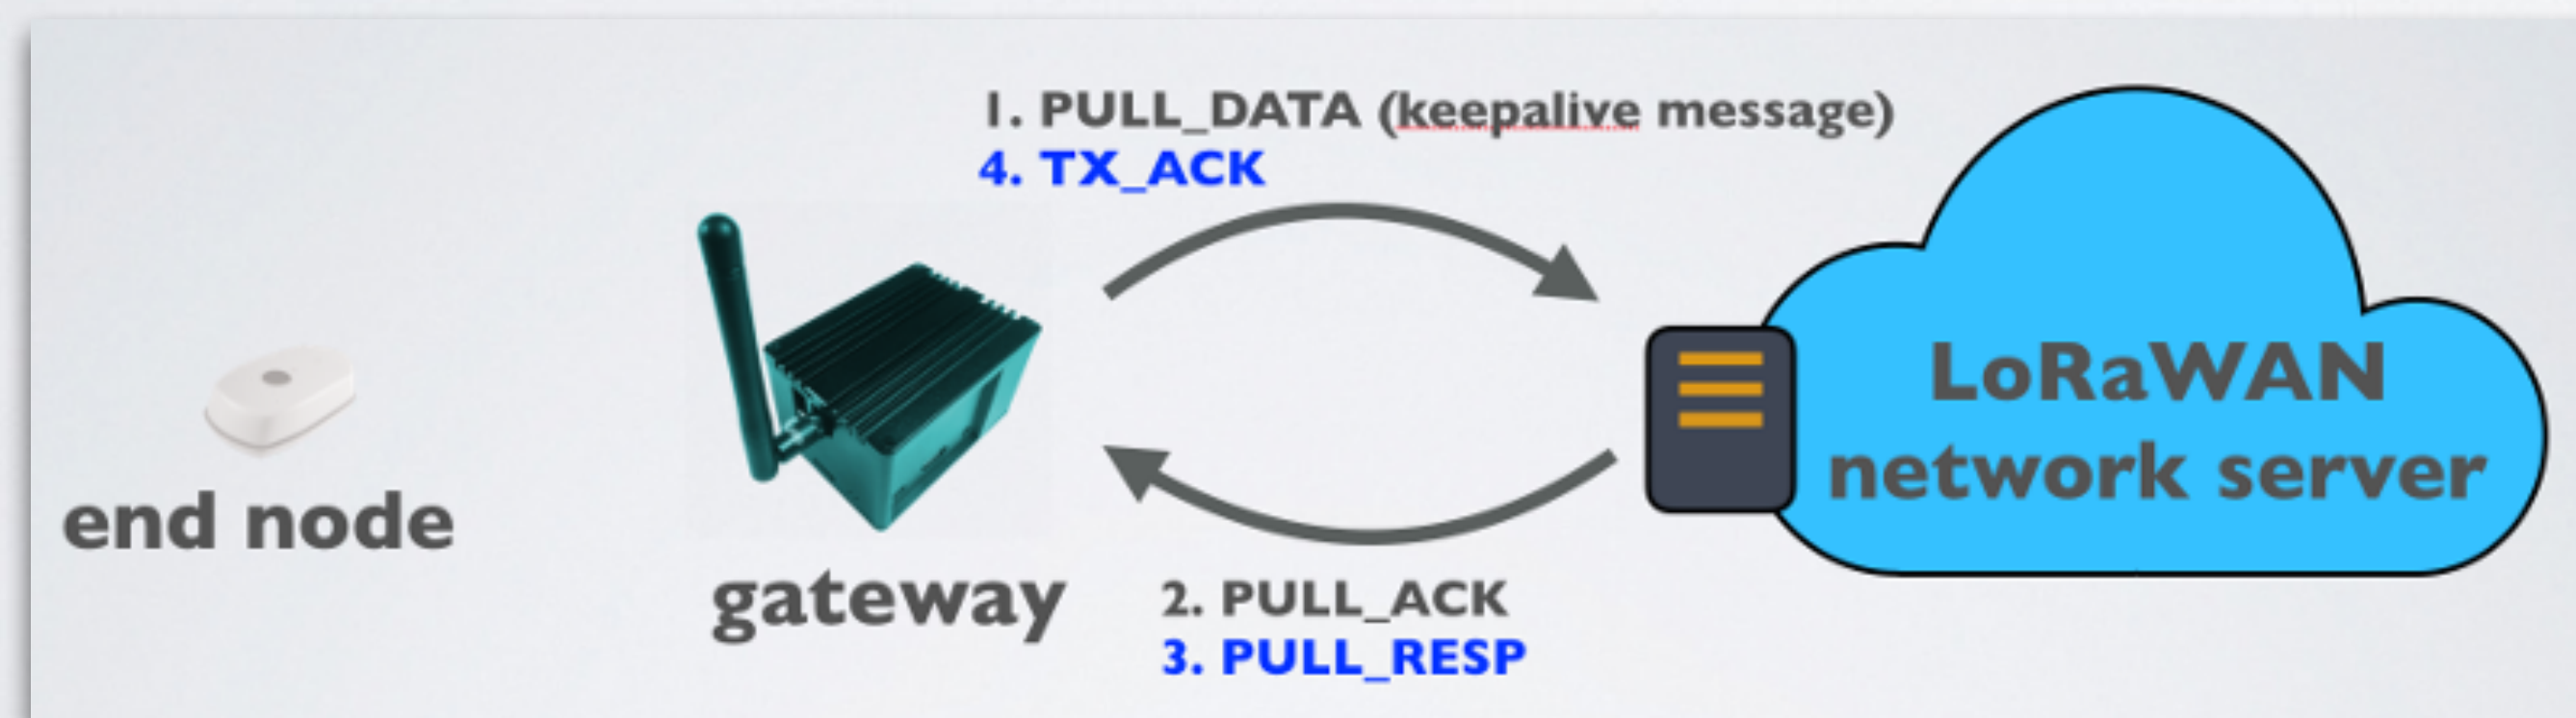 1. PULL_DATA (keepalive message)
4. TX_ACK
LoRaWAN
network server
end node
gateway
2. PULL_ACK
3. PULL_RESP